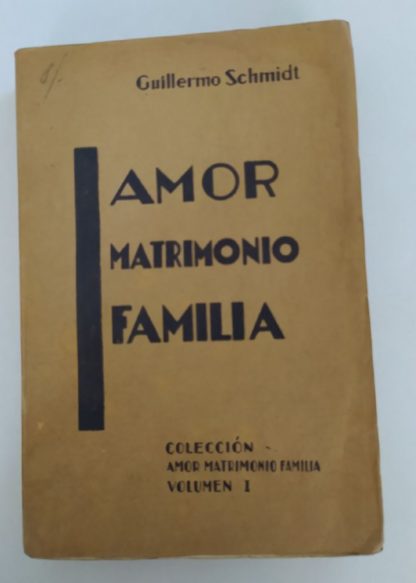 Guillermo Schmidt
AMOR
MATRIMONIO
FAMILIA
COLECCIÓN
AMOR MATRIMONIO FAMILIA
VOLUMEN I